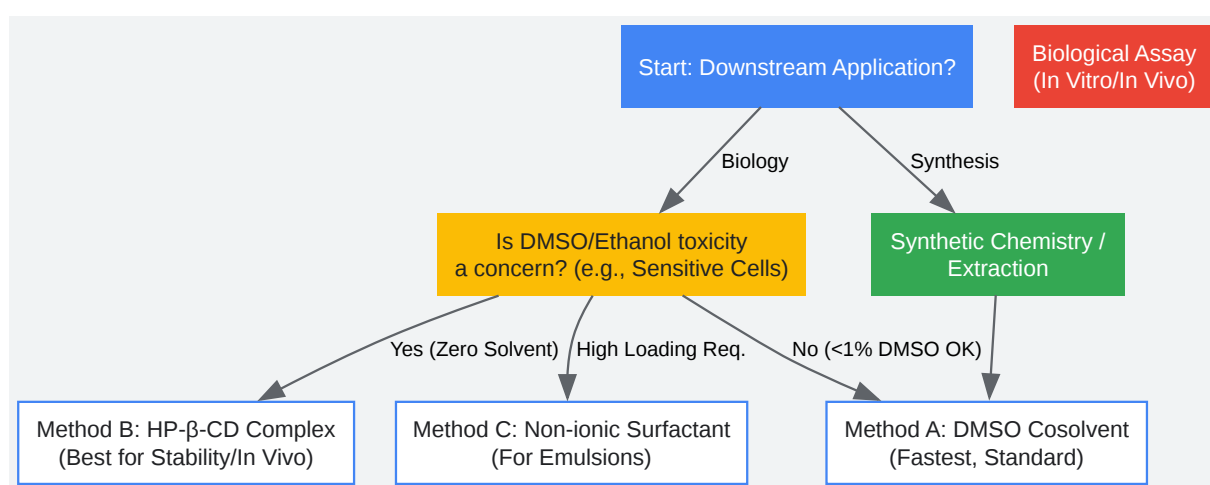 Start: Downstream Application?
Biological Assay
(In Vitro/In Vivo)
Biology
Synthesis
Is DMSO/Ethanol toxicity
a concern? (e.g., Sensitive Cells)
Synthetic Chemistry /
Extraction
Yes (Zero Solvent)
High Loading Req.
No (<1% DMSO OK)
Method B: HP-β-CD Complex
(Best for Stability/In Vivo)
Method C: Non-ionic Surfactant
(For Emulsions)
Method A: DMSO Cosolvent
(Fastest, Standard)